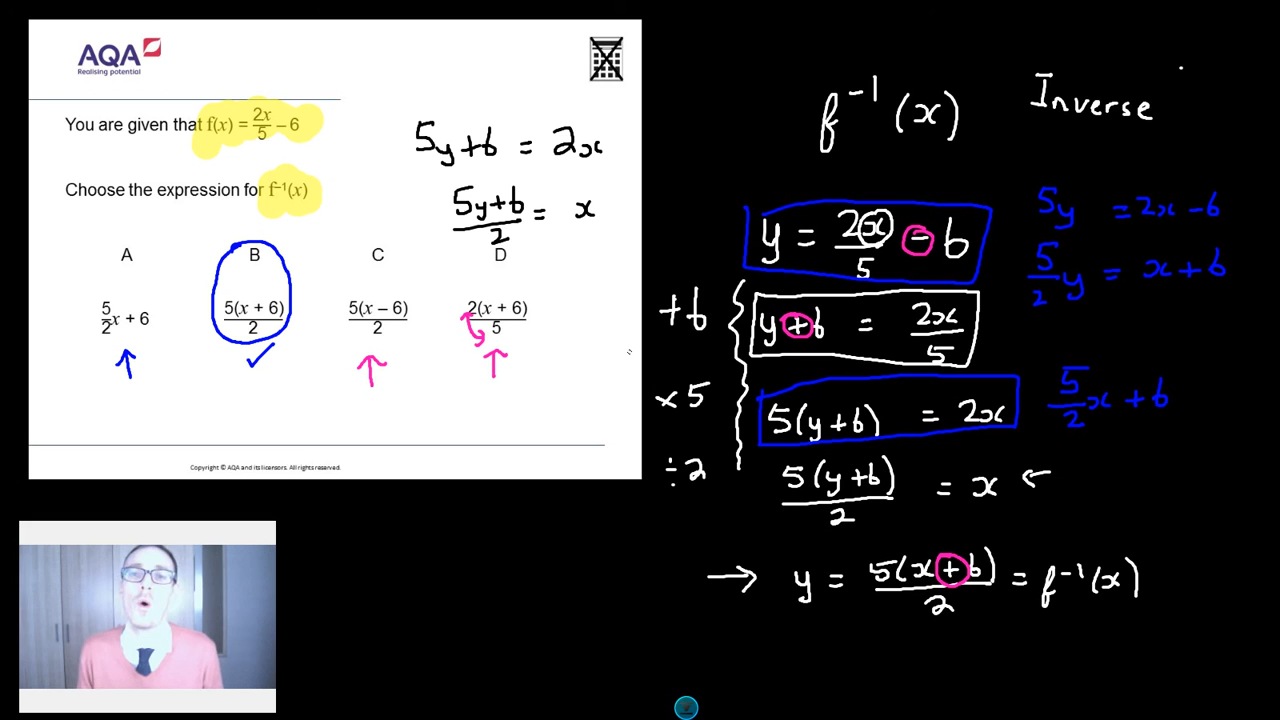 AQA
Realising potential
You are given that f(x) = 2x/5 – 6
Choose the expression for f⁻¹(x)
A B C D
5/2x + 6 5(x + 6)/2 5(x – 6)/2 2(x + 6)/5
Copyright © AQA and its licensors. All rights reserved.
5y+6 = 2x
5y+6/2 = x
f⁻¹(x) Inverse
y = 2x/5 - 6
+6 y+6 = 2x/5
×5 5(y+6) = 2x
÷2 5(y+6)/2 = x ←
→ y = 5(x+6)/2 = f⁻¹(x)
5y = 2x - 6
5/2y = x + 6
5/2x + 6